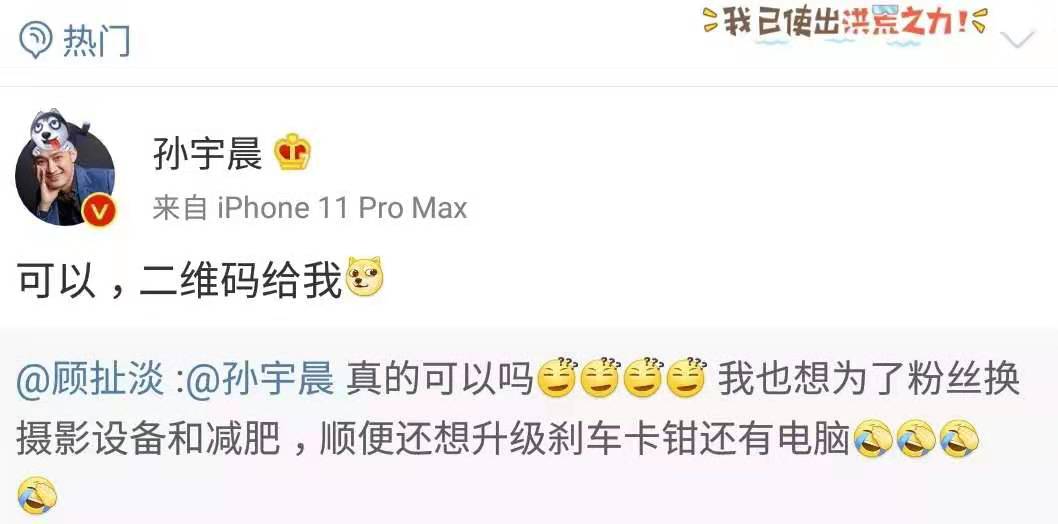 热门
我已使出洪荒之力!
孙宇晨
来自 iPhone 11 Pro Max
可以，二维码给我
@顾扯淡 :@孙宇晨 真的可以吗 我也想为了粉丝换
摄影设备和减肥，顺便还想升级刹车卡钳还有电脑